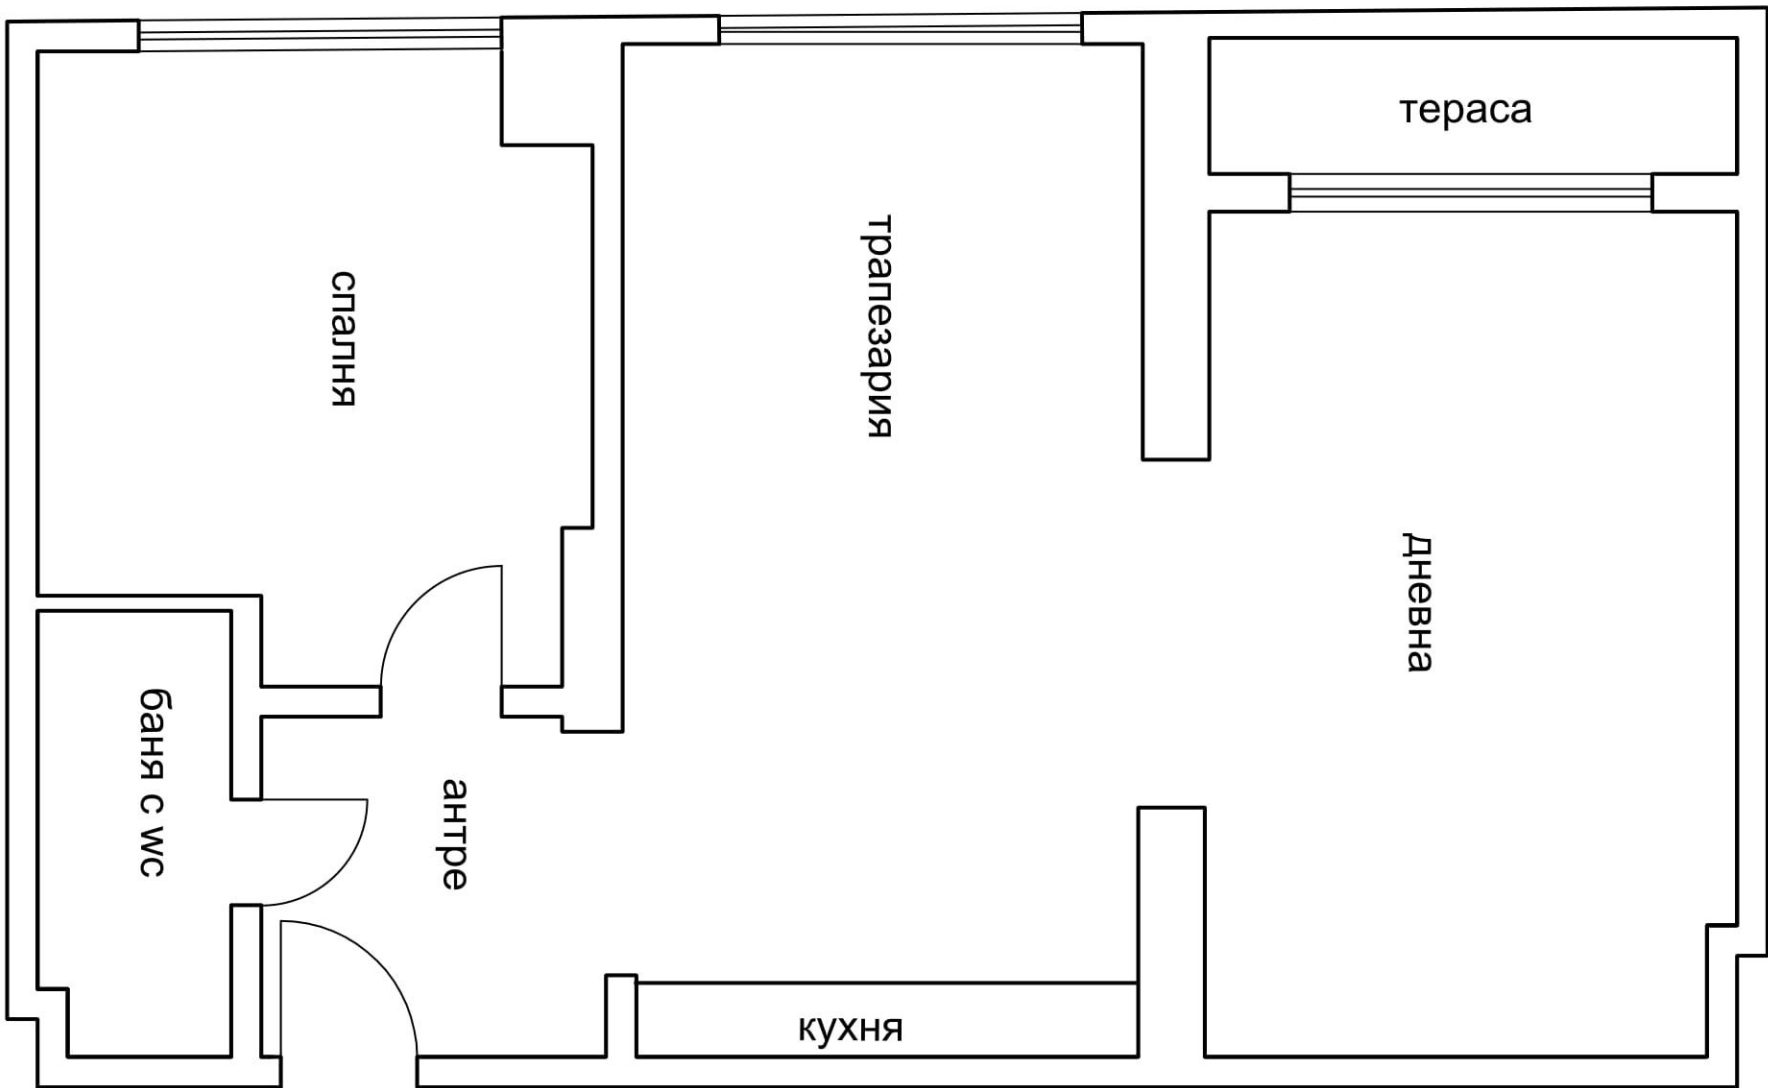 тераса
трапезария
спалня
дневна
баня с wc
антре
кухня